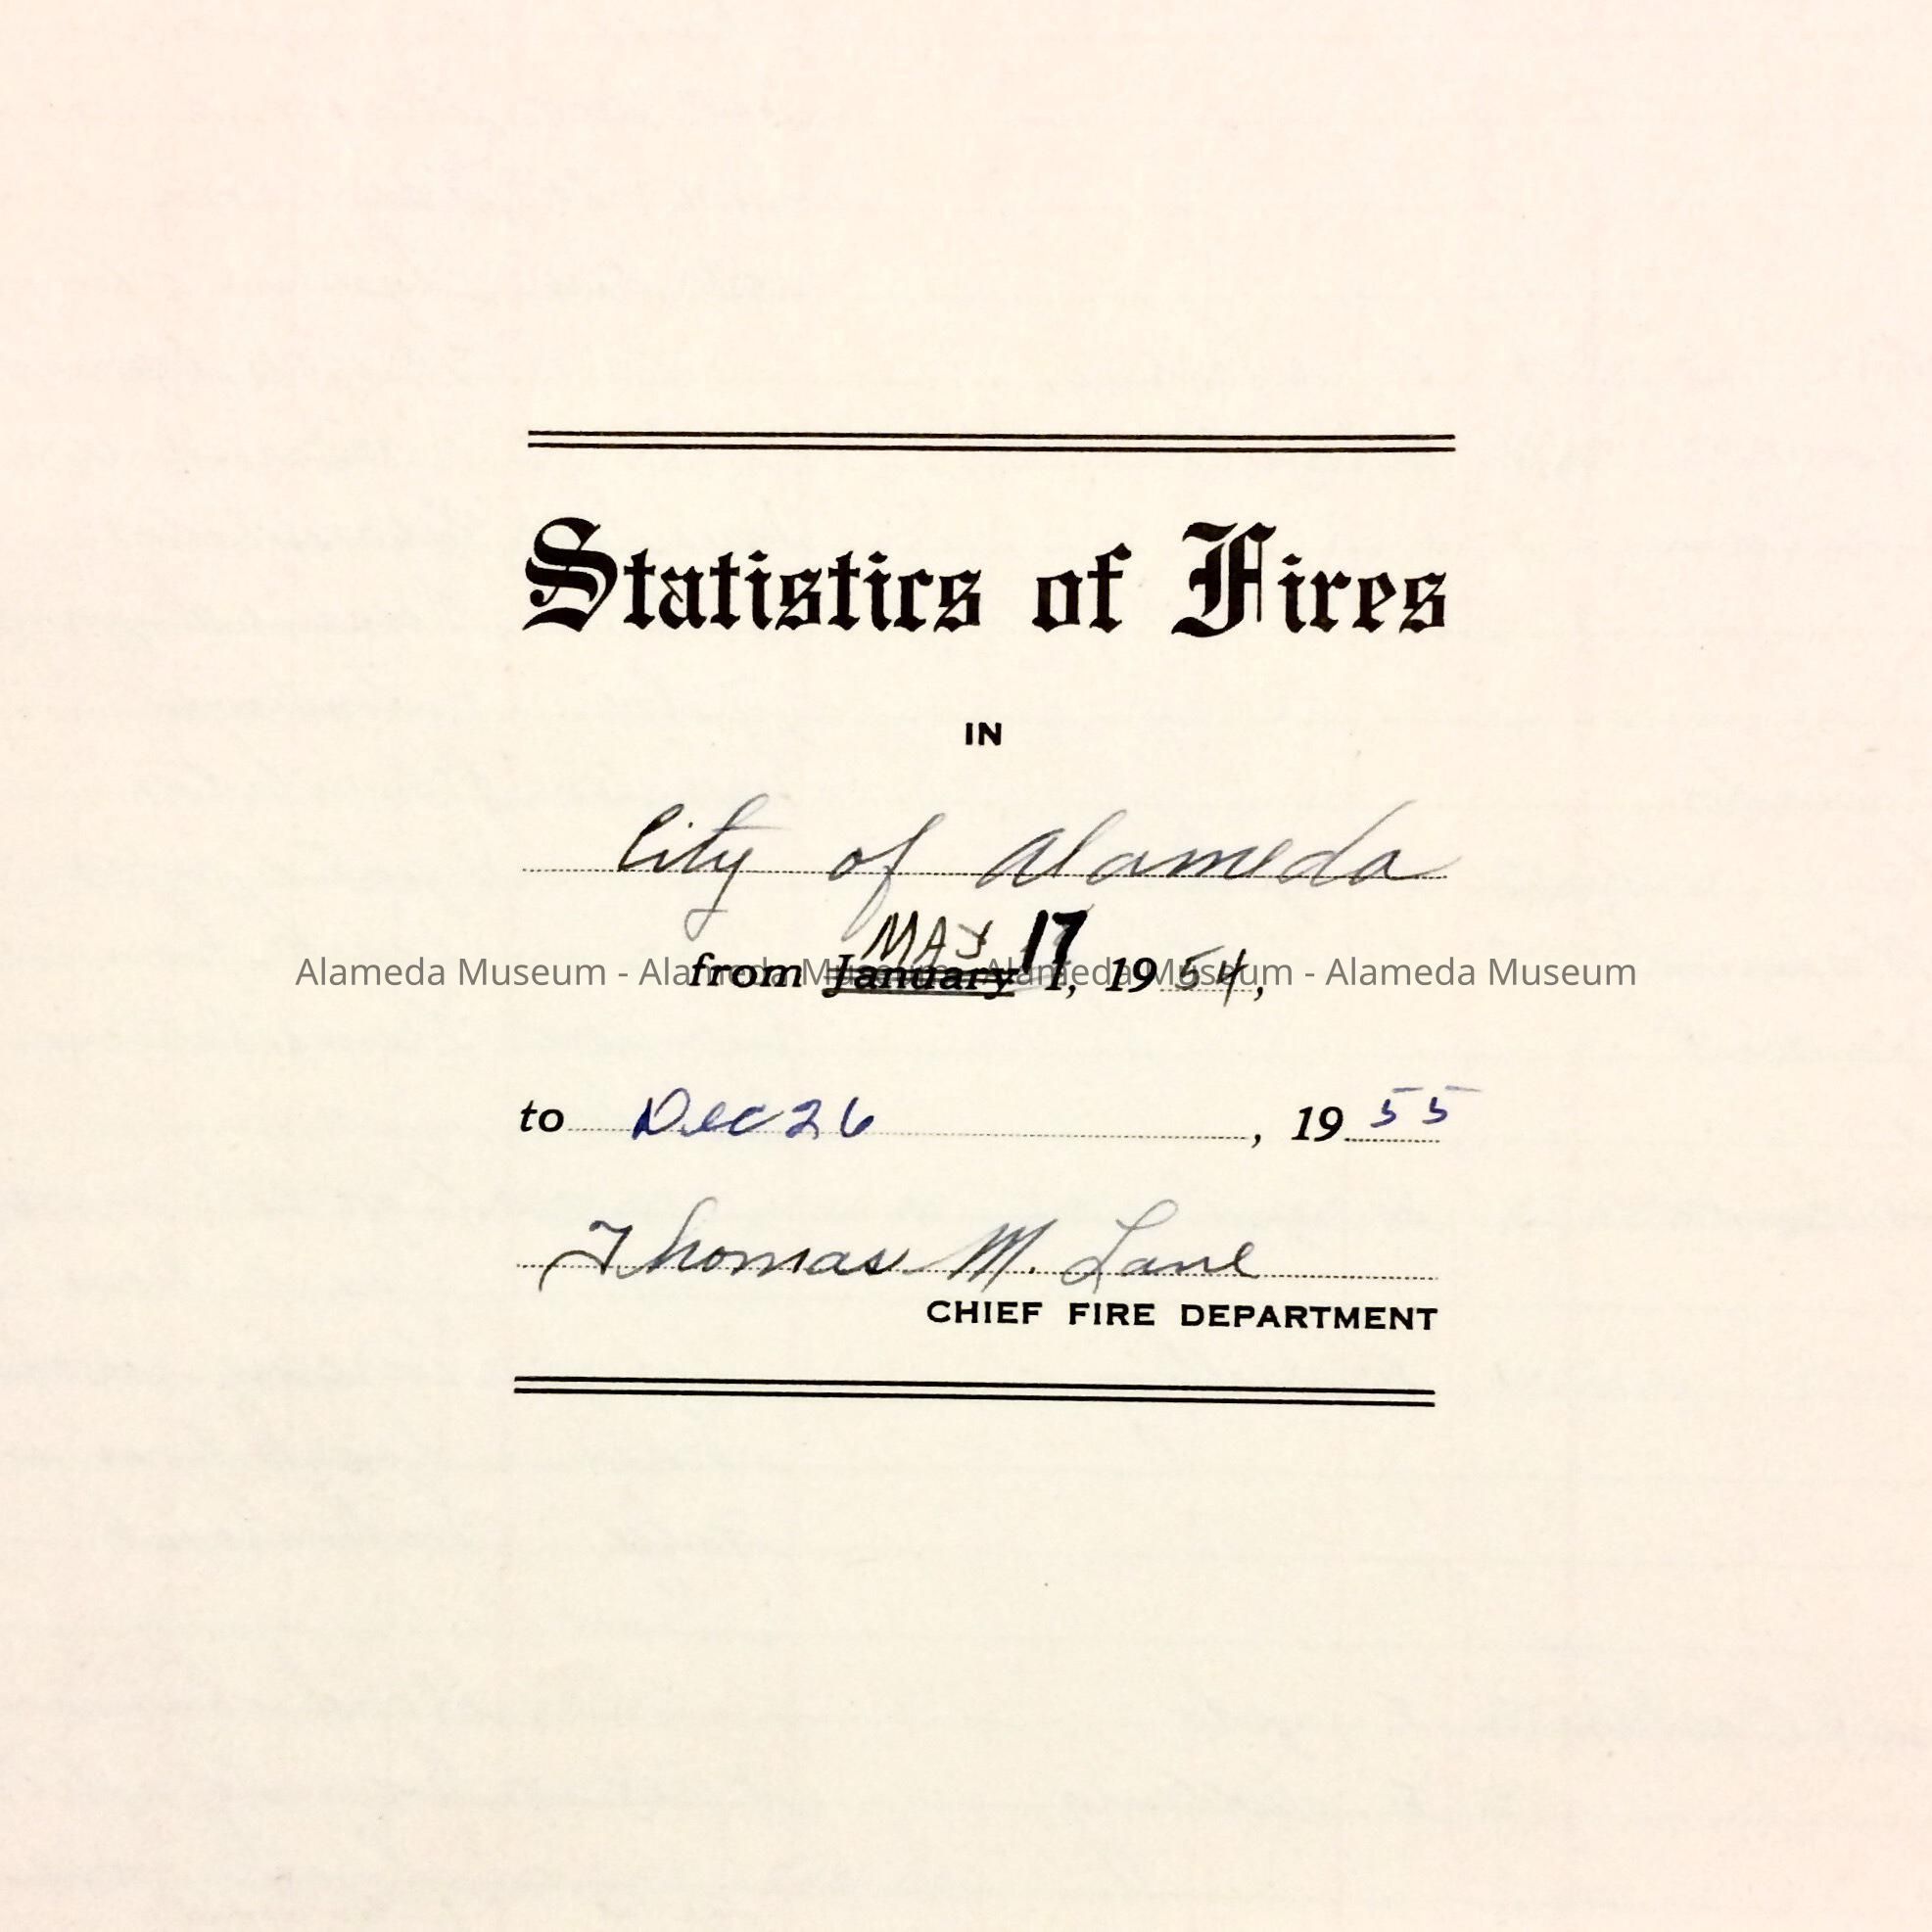 Statistics of Fires
IN
City of Alameda
MAY 17
from January 1, 1954,
Alameda Museum - Alameda Museum - Alameda Museum - Alameda Museum
to Dec 26, 1955
Thomas M. Lane
CHIEF FIRE DEPARTMENT